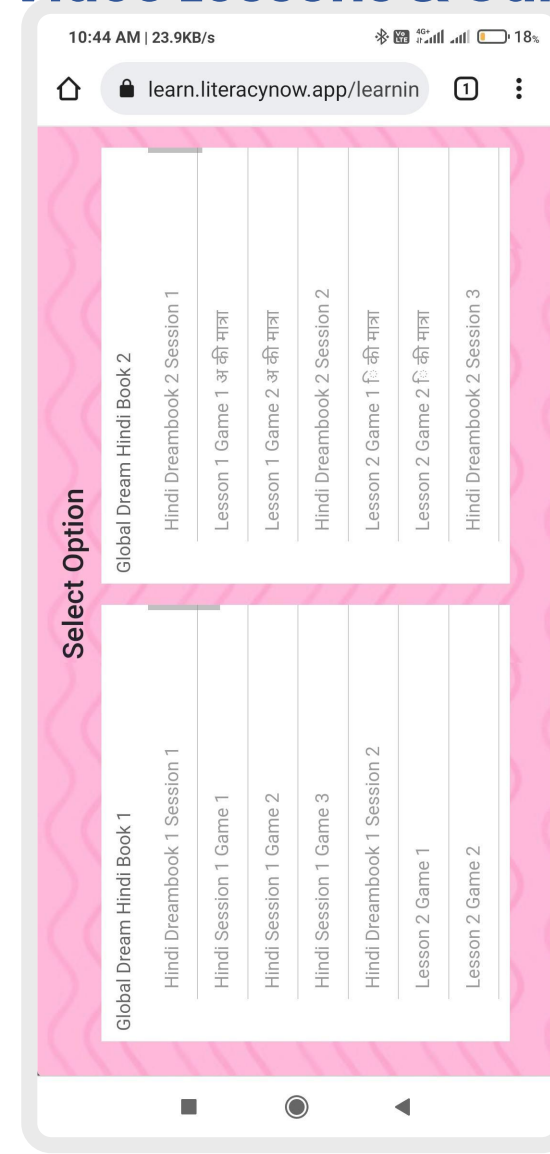 10:44 AM | 23.9KB/s
18%
learn.literacynow.app/learnin
1
Select Option
Global Dream Hindi Book 1
Hindi Dreambook 1 Session 1
Hindi Session 1 Game 1
Hindi Session 1 Game 2
Hindi Session 1 Game 3
Hindi Dreambook 1 Session 2
Lesson 2 Game 1
Lesson 2 Game 2
Global Dream Hindi Book 2
Hindi Dreambook 2 Session 1
Lesson 1 Game 1 अ की मात्रा
Lesson 1 Game 2 अ की मात्रा
Hindi Dreambook 2 Session 2
Lesson 2 Game 1 ि की मात्रा
Lesson 2 Game 2 ि की मात्रा
Hindi Dreambook 2 Session 3